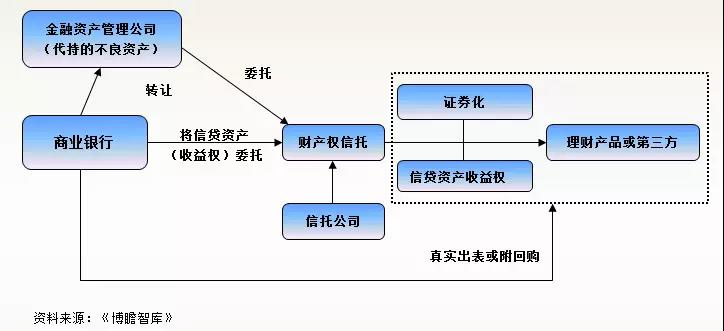 金融资产管理公司
（代持的不良资产）
转让
委托
商业银行
将信贷资产
（收益权）委托
财产权信托
信托公司
证券化
信贷资产收益权
理财产品或第三方
真实出表或附回购
资料来源：《博瞻智库》